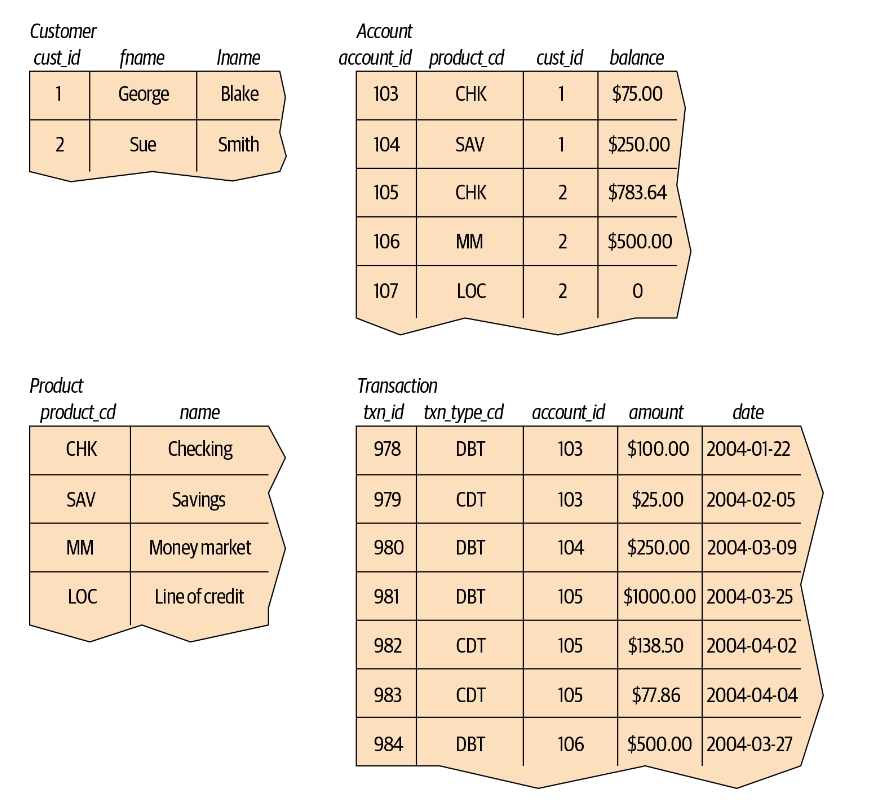 Customer
cust_id fname lname
1 George Blake
2 Sue Smith
Account
account_id product_cd cust_id balance
103 CHK 1 $75.00
104 SAV 1 $250.00
105 CHK 2 $783.64
106 MM 2 $500.00
107 LOC 2 0
Product
product_cd name
CHK Checking
SAV Savings
MM Money market
LOC Line of credit
Transaction
txn_id txn_type_cd account_id amount date
978 DBT 103 $100.00 2004-01-22
979 CDT 103 $25.00 2004-02-05
980 DBT 104 $250.00 2004-03-09
981 DBT 105 $1000.00 2004-03-25
982 CDT 105 $138.50 2004-04-02
983 CDT 105 $77.86 2004-04-04
984 DBT 106 $500.00 2004-03-27